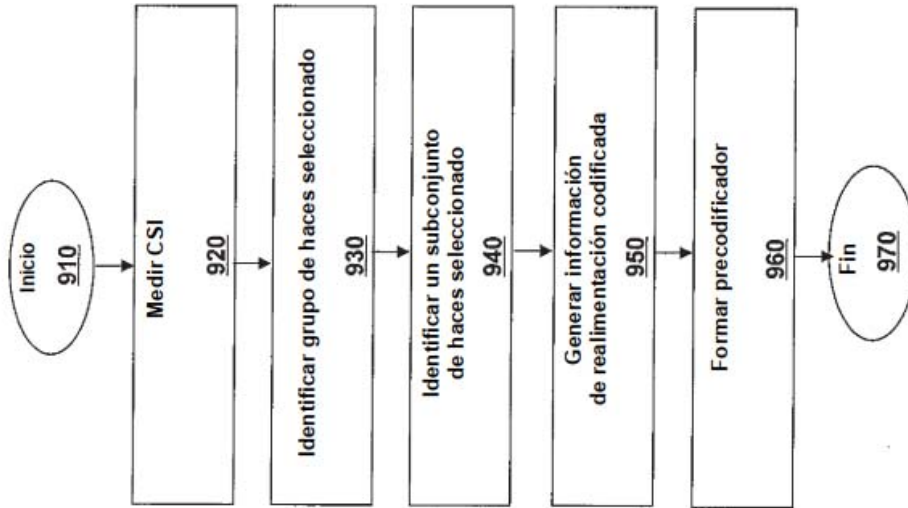 Inicio
910
Medir CSI
920
Identificar grupo de haces seleccionado
930
Identificar un subconjunto
de haces seleccionado
940
Generar información
de realimentación codificada
950
Formar precodificador
960
Fin
970